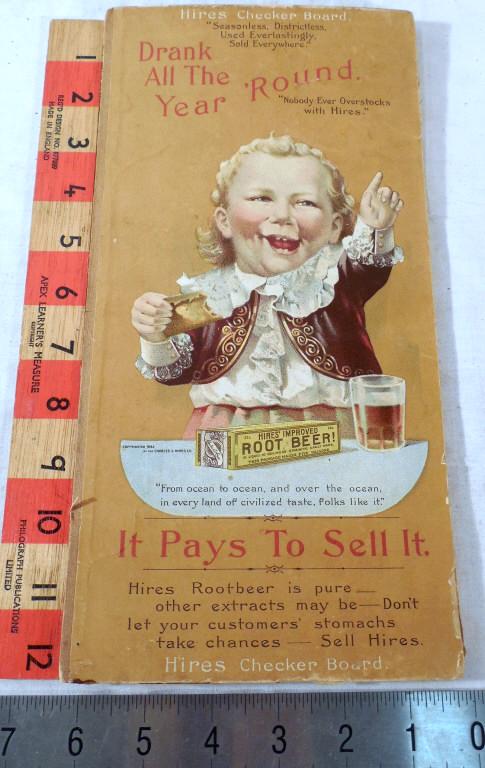 Hires Checker Board.
"Seasonless, Districtless,
Used Everlastingly,
Sold Everywhere."
Drank
All The
Year 'Round.
"Nobody Ever Overstocks
with Hires."
HIRES' IMPROVED
ROOT BEER!
"From ocean to ocean, and over the ocean,
in every land of civilized taste, folks like it."
It Pays To Sell It.
Hires Rootbeer is pure—
other extracts may be—Don't
let your customers' stomachs
take chances — Sell Hires.
Hires Checker Board.
1
2
3
4
5
6
7
8
9
10
11
12
MADE IN ENGLAND
APEX LEARNER'S MEASURE
COPYRIGHT
PHILOGRAPH PUBLICATIONS
LIMITED
7 6 5 4 3 2 1 0